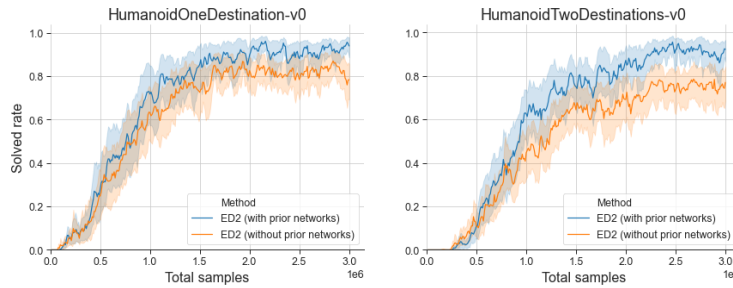 HumanoidOneDestination-v0
1.0
0.8
0.6
0.4
0.2
0.0
Solved rate
Method
ED2 (with prior networks)
ED2 (without prior networks)
0.0 0.5 1.0 1.5 2.0 2.5 3.0
Total samples
1e6
HumanoidTwoDestinations-v0
1.0
0.8
0.6
0.4
0.2
0.0
Method
ED2 (with prior networks)
ED2 (without prior networks)
0.0 0.5 1.0 1.5 2.0 2.5 3.0
Total samples
1e